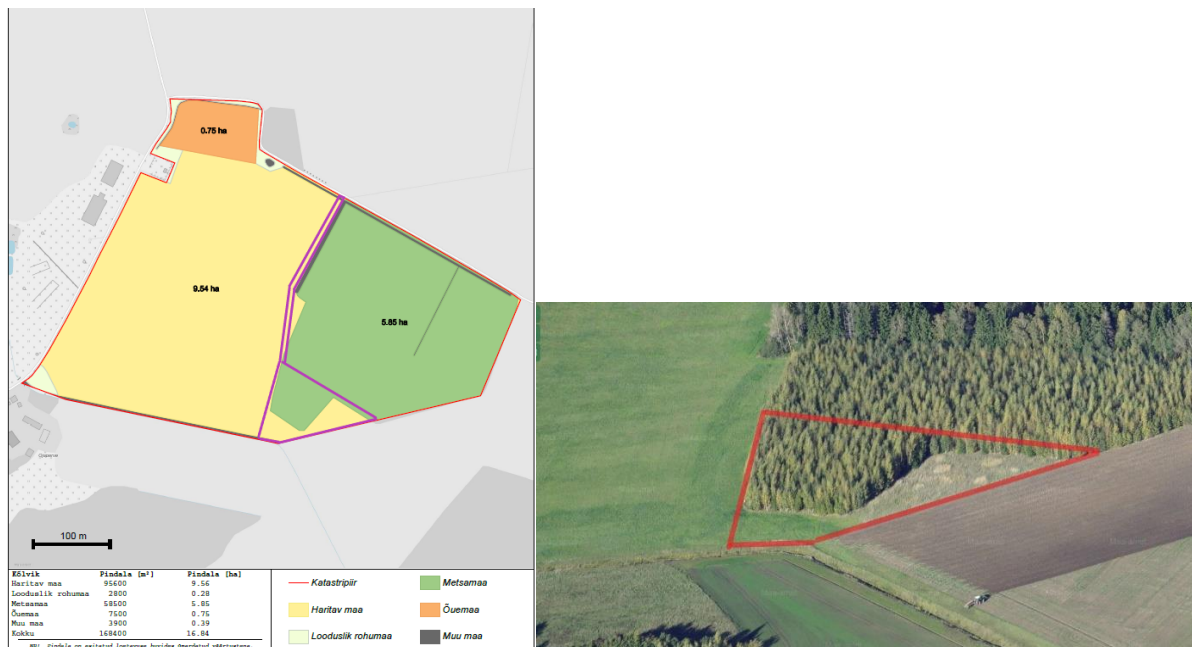 0.75 ha
9.54 ha
5.85 ha
100 m
Kõlvik Pindala [m²] Pindala [ha]
Haritav maa 95600 9.56
Looduslik rohumaa 2800 0.28
Metsamaa 58500 5.85
Õuemaa 7500 0.75
Muu maa 3900 0.39
Kokku 168400 16.84
Katastripiir
Metsamaa
Haritav maa
Õuemaa
Looduslik rohumaa
Muu maa